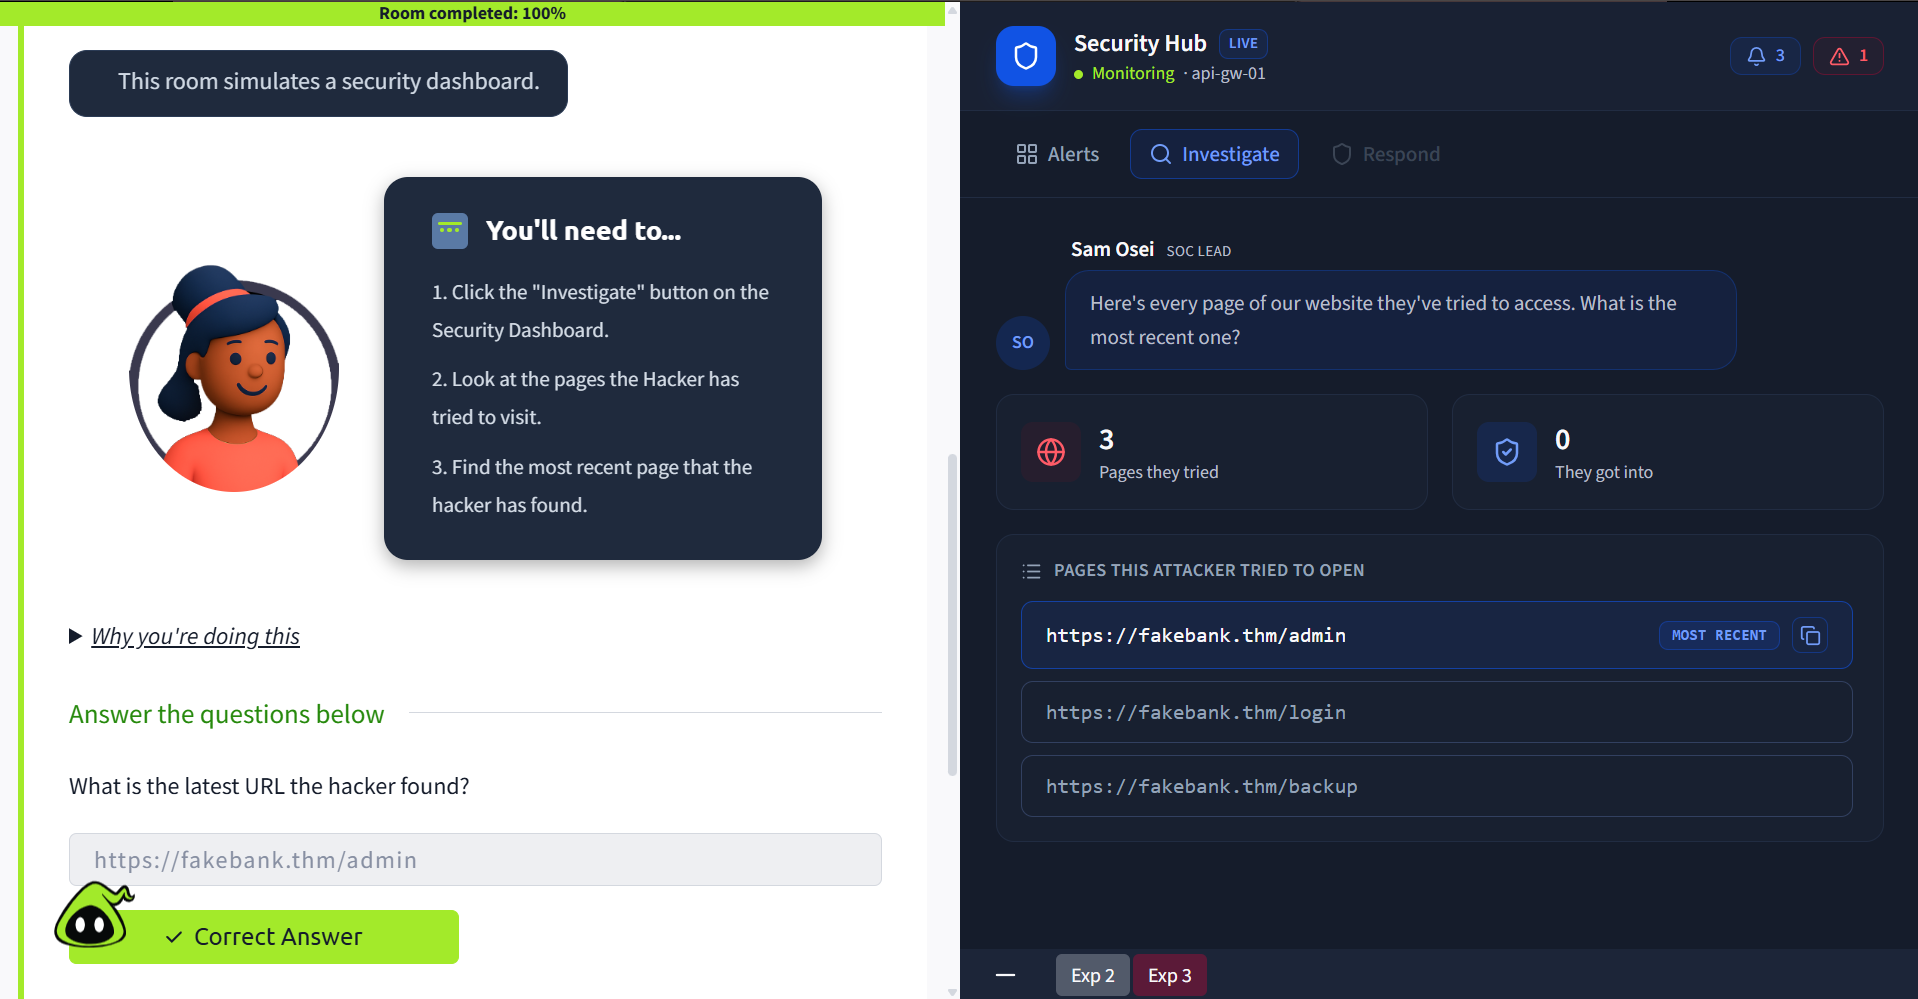 Room completed: 100%
This room simulates a security dashboard.
You'll need to...
1. Click the "Investigate" button on the
Security Dashboard.
2. Look at the pages the Hacker has
tried to visit.
3. Find the most recent page that the
hacker has found.
Why you're doing this
Answer the questions below
What is the latest URL the hacker found?
https://fakebank.thm/admin
Correct Answer
Security Hub LIVE
Monitoring · api-gw-01
3
1
Alerts
Investigate
Respond
Sam Osei SOC LEAD
SO
Here's every page of our website they've tried to access. What is the
most recent one?
3
Pages they tried
0
They got into
PAGES THIS ATTACKER TRIED TO OPEN
https://fakebank.thm/admin MOST RECENT
https://fakebank.thm/login
https://fakebank.thm/backup
Exp 2
Exp 3